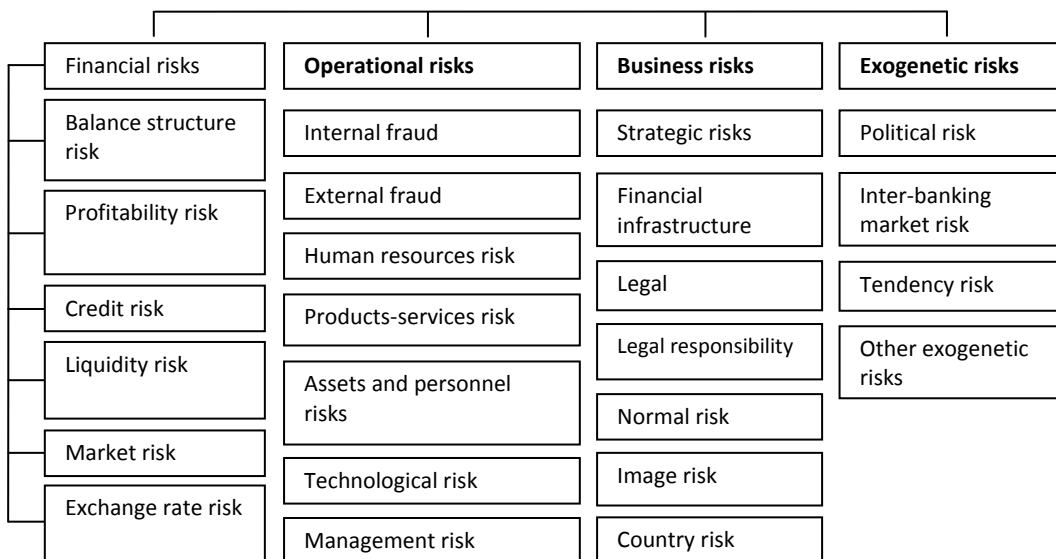 Financial risks
Balance structure
risk
Profitability risk
Credit risk
Liquidity risk
Market risk
Exchange rate risk
Operational risks
Internal fraud
External fraud
Human resources risk
Products-services risk
Assets and personnel
risks
Technological risk
Management risk
Business risks
Strategic risks
Financial
infrastructure
Legal
Legal responsibility
Normal risk
Image risk
Country risk
Exogenetic risks
Political risk
Inter-banking
market risk
Tendency risk
Other exogenetic
risks